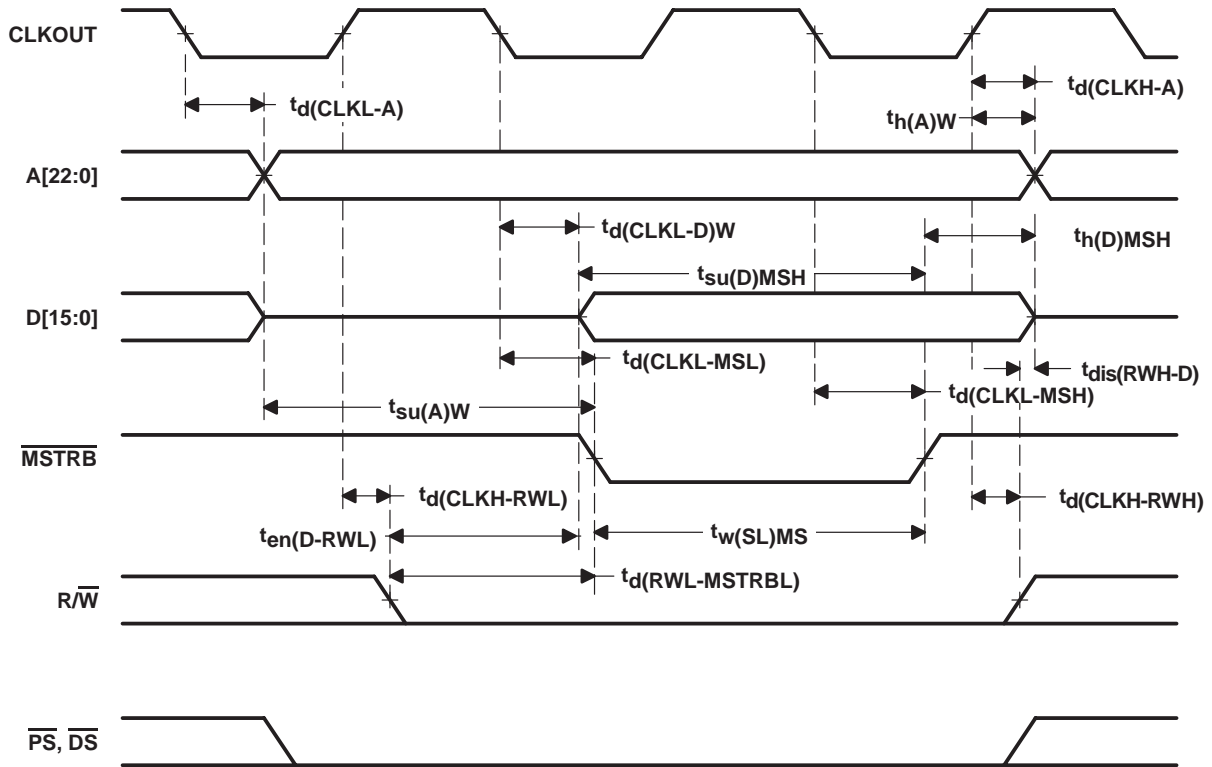 CLKOUT
td(CLKL-A)
td(CLKH-A)
th(A)W
A[22:0]
td(CLKL-D)W
th(D)MSH
tsu(D)MSH
D[15:0]
td(CLKL-MSL)
tdis(RWH-D)
td(CLKL-MSH)
tsu(A)W
MSTRB
td(CLKH-RWL)
td(CLKH-RWH)
ten(D-RWL)
tw(SL)MS
td(RWL-MSTRBL)
R/W
PS, DS